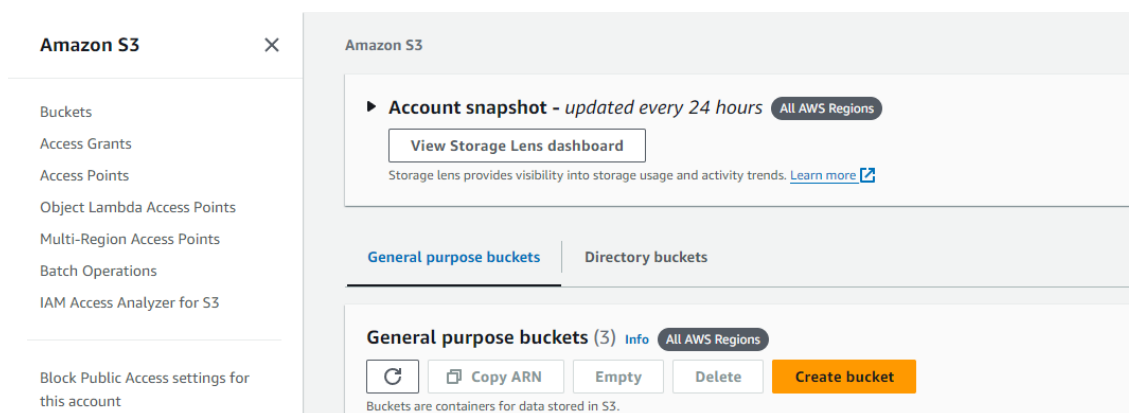 Amazon S3
Buckets
Access Grants
Access Points
Object Lambda Access Points
Multi-Region Access Points
Batch Operations
IAM Access Analyzer for S3
Block Public Access settings for
this account
Amazon S3
Account snapshot - updated every 24 hours All AWS Regions
View Storage Lens dashboard
Storage lens provides visibility into storage usage and activity trends. Learn more
General purpose buckets Directory buckets
General purpose buckets (3) Info All AWS Regions
Copy ARN Empty Delete Create bucket
Buckets are containers for data stored in S3.